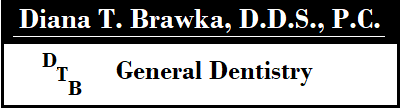 Diana T. Brawka, D.D.S., P.C.
DTB
General Dentistry